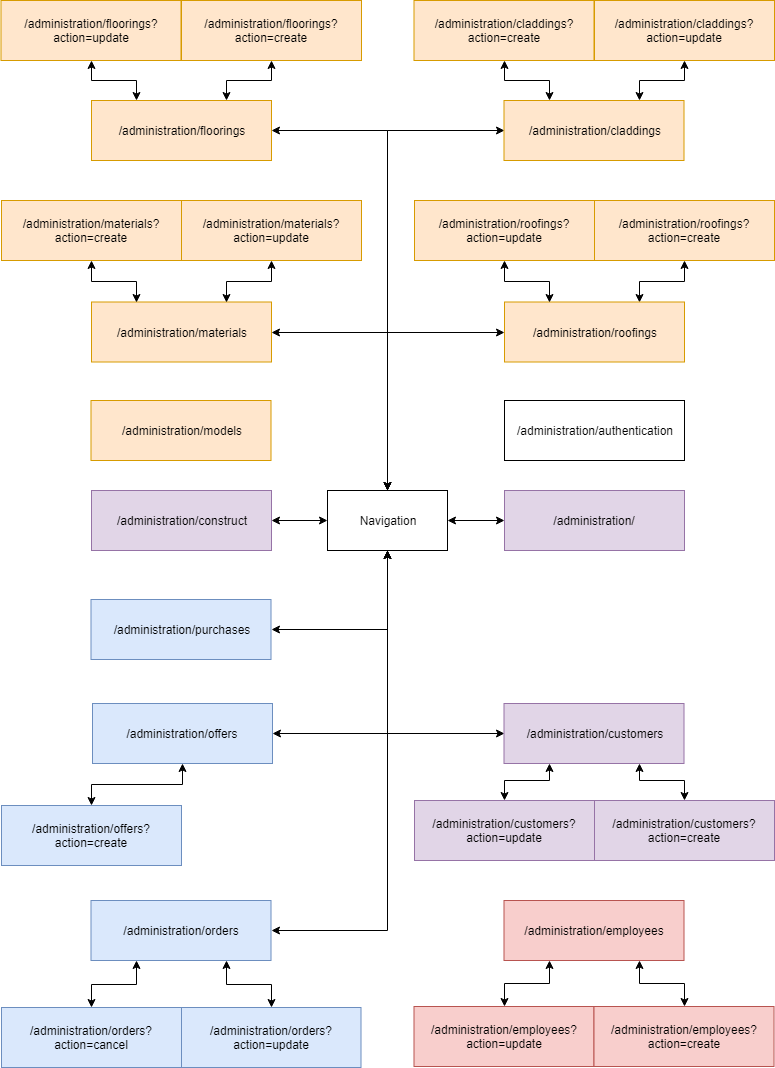 /administration/floorings?
action=update
/administration/floorings?
action=create
/administration/claddings?
action=create
/administration/claddings?
action=update
/administration/floorings
/administration/claddings
/administration/materials?
action=create
/administration/materials?
action=update
/administration/roofings?
action=update
/administration/roofings?
action=create
/administration/materials
/administration/roofings
/administration/models
/administration/authentication
/administration/construct
Navigation
/administration/
/administration/purchases
/administration/offers
/administration/customers
/administration/offers?
action=create
/administration/customers?
action=update
/administration/customers?
action=create
/administration/orders
/administration/employees
/administration/orders?
action=cancel
/administration/orders?
action=update
/administration/employees?
action=update
/administration/employees?
action=create